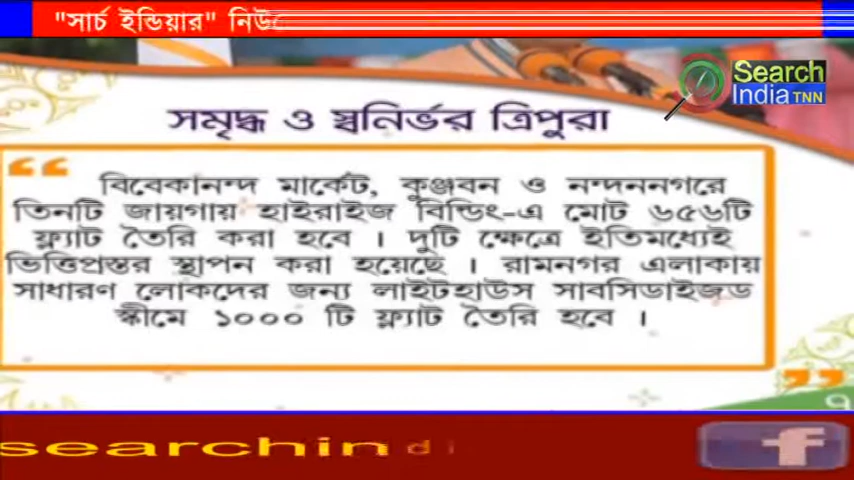 "সার্চ ইন্ডিয়ার"
Search
India TNN
সমৃদ্ধ ও স্বনির্ভর ত্রিপুরা
বিবেকানন্দ মার্কেট, কুঞ্জবন ও নন্দননগরে
তিনটি জায়গায় হাইরাইজ বিল্ডিং-এ মোট ৬৫৬টি
ফ্ল্যাট তৈরি করা হবে । দুটি ক্ষেত্রে ইতিমধ্যেই
ভিত্তিপ্রস্তর স্থাপন করা হয়েছে । রামনগর এলাকায়
সাধারণ লোকদের জন্য লাইটহাউস সাবসিডাইজড
স্কীমে ১০০০ টি ফ্ল্যাট তৈরি হবে ।
searchin
f